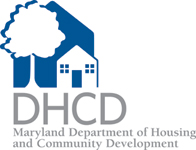 DHCD
Maryland Department of Housing
and Community Development